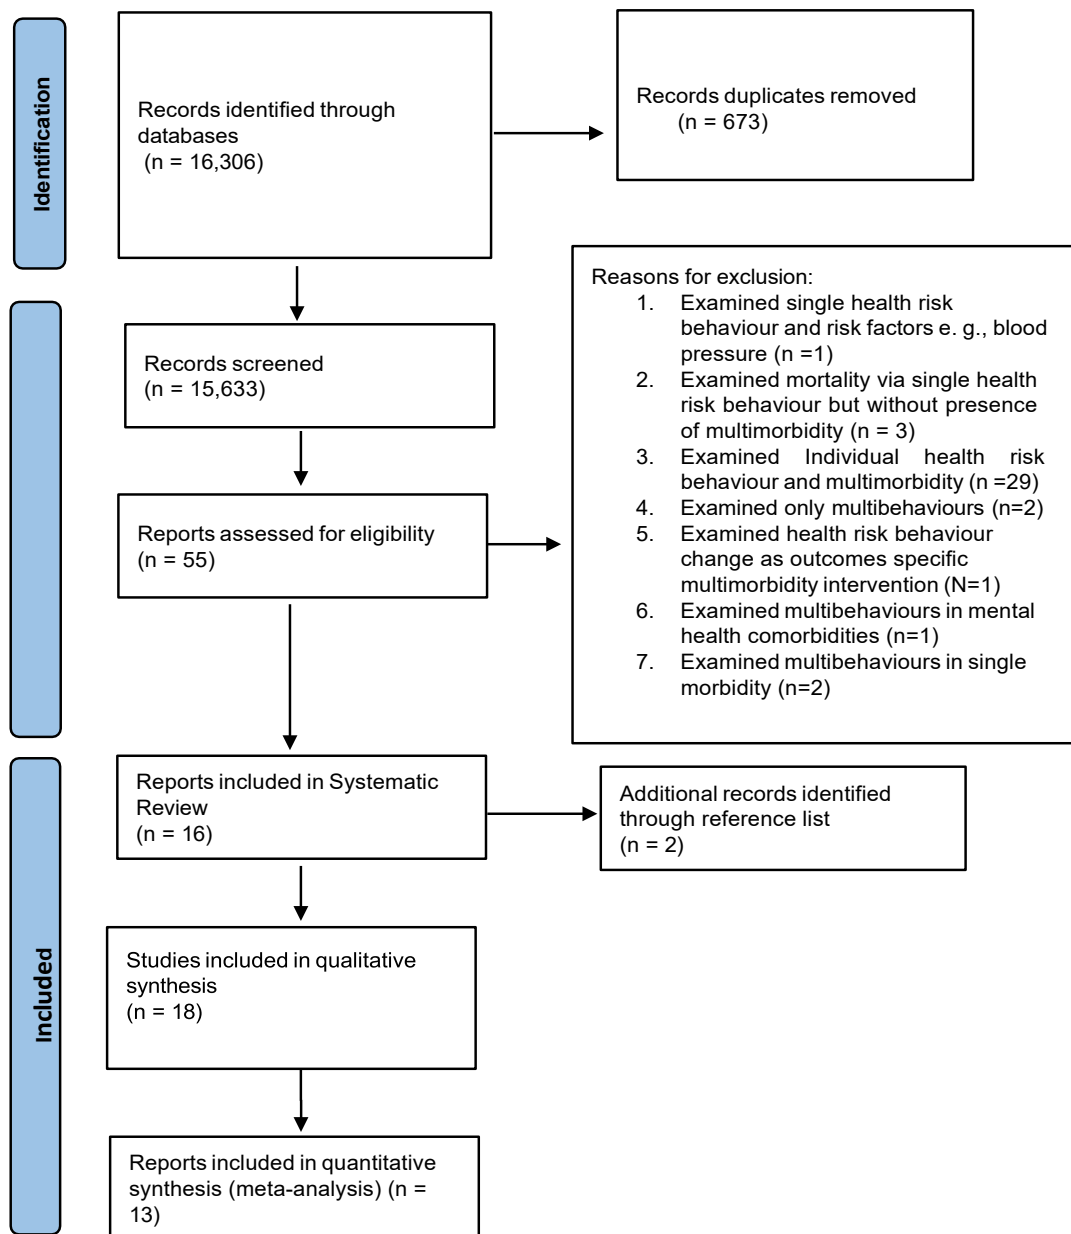 Identification
Records identified through
databases
(n = 16,306)
Records duplicates removed
(n = 673)
Records screened
(n = 15,633)
Reports assessed for eligibility
(n = 55)
Reasons for exclusion:
1. Examined single health risk
behaviour and risk factors e. g., blood
pressure (n =1)
2. Examined mortality via single health
risk behaviour but without presence
of multimorbidity (n = 3)
3. Examined Individual health risk
behaviour and multimorbidity (n =29)
4. Examined only multibehaviours (n=2)
5. Examined health risk behaviour
change as outcomes specific
multimorbidity intervention (N=1)
6. Examined multibehaviours in mental
health comorbidities (n=1)
7. Examined multibehaviours in single
morbidity (n=2)
Included
Reports included in Systematic
Review
(n = 16)
Additional records identified
through reference list
(n = 2)
Studies included in qualitative
synthesis
(n = 18)
Reports included in quantitative
synthesis (meta-analysis) (n =
13)